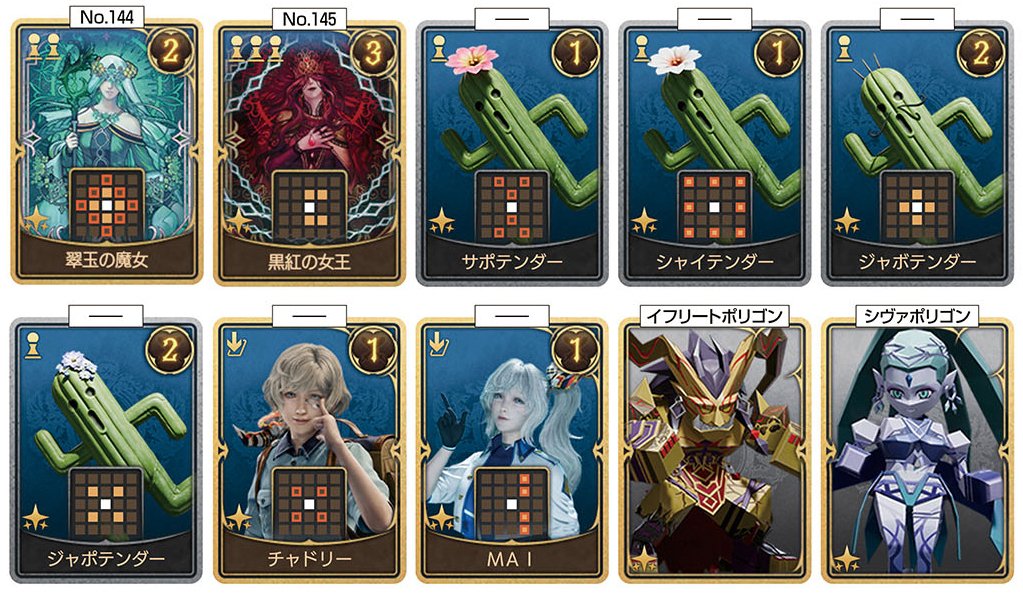 No.144
No.145
—
—
—
2
3
1
1
2
翠玉の魔女
黒紅の女王
サボテンダー
シャイテンダー
ジャボテンダー
—
—
—
イフリートポリゴン
シヴァポリゴン
2
1
1
ジャボテンダー
チャドリー
MAI